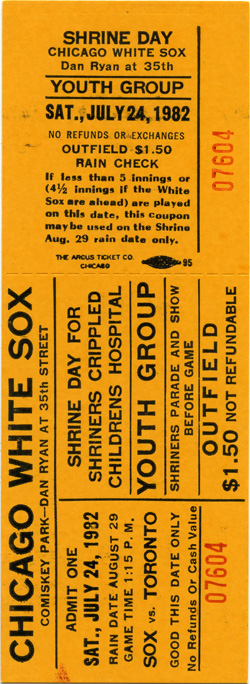 SHRINE DAY
CHICAGO WHITE SOX
Dan Ryan at 35th
YOUTH GROUP
SAT., JULY 24, 1982
NO REFUNDS OR EXCHANGES
OUTFIELD $1.50
RAIN CHECK
If less than 5 innings or
(4½ innings if the White
Sox are ahead) are played
on this date, this coupon
may be used on the Shrine
Aug. 29 rain date only.
THE ARCUS TICKET CO.
CHICAGO
95
07604
CHICAGO WHITE SOX
COMISKEY PARK—DAN RYAN AT 35th STREET
SHRINE DAY FOR
SHRINERS CRIPPLED
CHILDRENS HOSPITAL
YOUTH GROUP
SHRINERS PARADE AND SHOW
BEFORE GAME
OUTFIELD
$1.50 NOT REFUNDABLE
ADMIT ONE
SAT., JULY 24, 1982
RAIN DATE AUGUST 29
GAME TIME 1:15 P. M.
SOX vs. TORONTO
GOOD THIS DATE ONLY
No Refunds Or Cash Value
07604